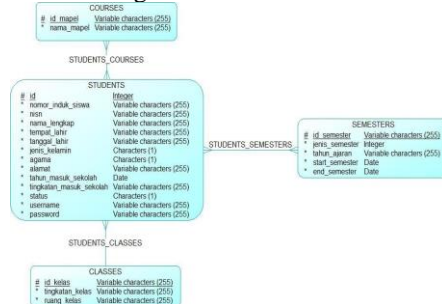 COURSES
# id_mapel Variable characters (255)
* nama_mapel Variable characters (255)
STUDENTS_COURSES
STUDENTS
# id Integer
* nomor_induk_siswa Variable characters (255)
* nisn Variable characters (255)
* nama_lengkap Variable characters (255)
* tempat_lahir Variable characters (255)
* tanggal_lahir Variable characters (255)
* jenis_kelamin Characters (1)
* agama Characters (1)
* alamat Variable characters (255)
* tahun_masuk_sekolah Date
* tingkatan_masuk_sekolah Variable characters (255)
* status Characters (1)
* username Variable characters (255)
* password Variable characters (255)
STUDENTS_SEMESTERS
SEMESTERS
# id_semester Variable characters (255)
* jenis_semester Integer
* tahun_ajaran Variable characters (255)
* start_semester Date
* end_semester Date
STUDENTS_CLASSES
CLASSES
# id_kelas Variable characters (255)
* tingkatan_kelas Variable characters (255)
* ruang_kelas Variable characters (255)